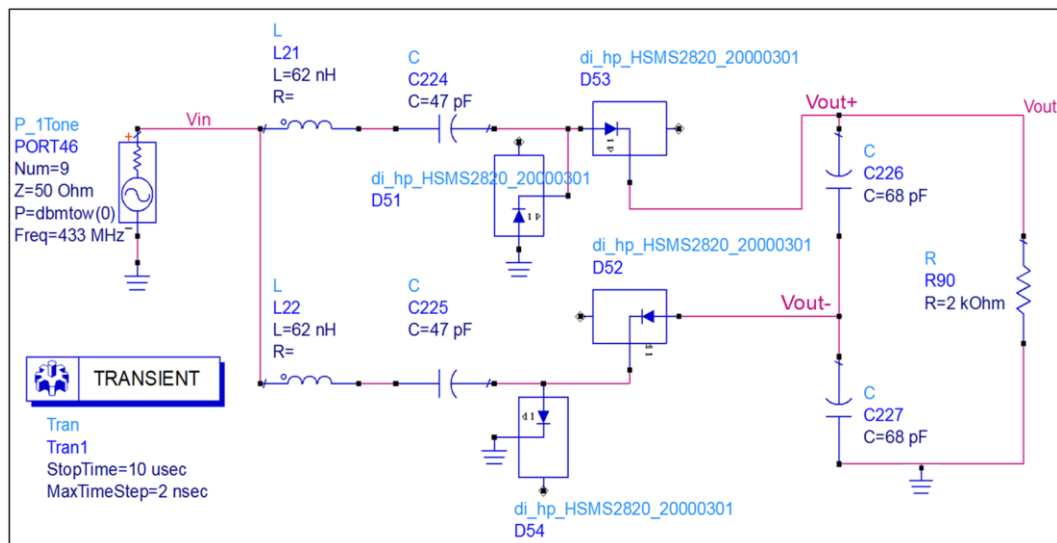 L
L21
L=62 nH
R=
C
C224
C=47 pF
di_hp_HSMS2820_20000301
D53
P_1Tone
PORT46
Num=9
Z=50 Ohm
P=dbmtow(0)
Freq=433 MHz
Vin
di_hp_HSMS2820_20000301
D51
Vout+
Vout
C
C226
C=68 pF
di_hp_HSMS2820_20000301
D52
Vout-
R
R90
R=2 kOhm
L
L22
L=62 nH
R=
C
C225
C=47 pF
C
C227
C=68 pF
di_hp_HSMS2820_20000301
D54
TRANSIENT
Tran
Tran1
StopTime=10 usec
MaxTimeStep=2 nsec